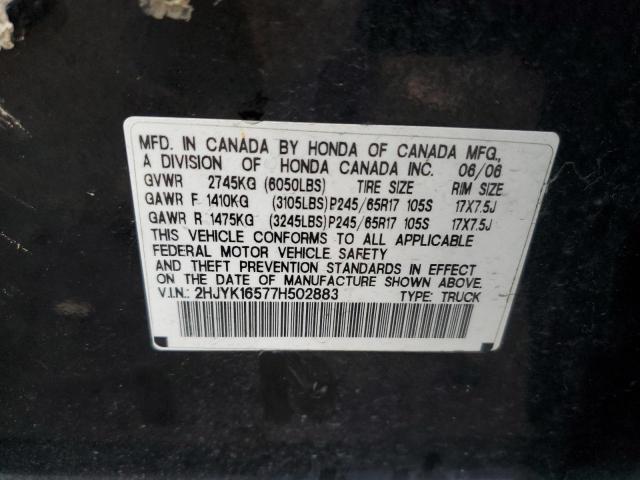 MFD. IN CANADA BY HONDA OF CANADA MFG.,
A DIVISION OF HONDA CANADA INC. 06/06
GVWR 2745KG (6050LBS) TIRE SIZE RIM SIZE
GAWR F 1410KG (3105LBS) P245/65R17 105S 17X7.5J
GAWR R 1475KG (3245LBS) P245/65R17 105S 17X7.5J
THIS VEHICLE CONFORMS TO ALL APPLICABLE
FEDERAL MOTOR VEHICLE SAFETY
AND THEFT PREVENTION STANDARDS IN EFFECT
ON THE DATE OF MANUFACTURE SHOWN ABOVE.
V.I.N.: 2HJYK16577H502883 TYPE: TRUCK